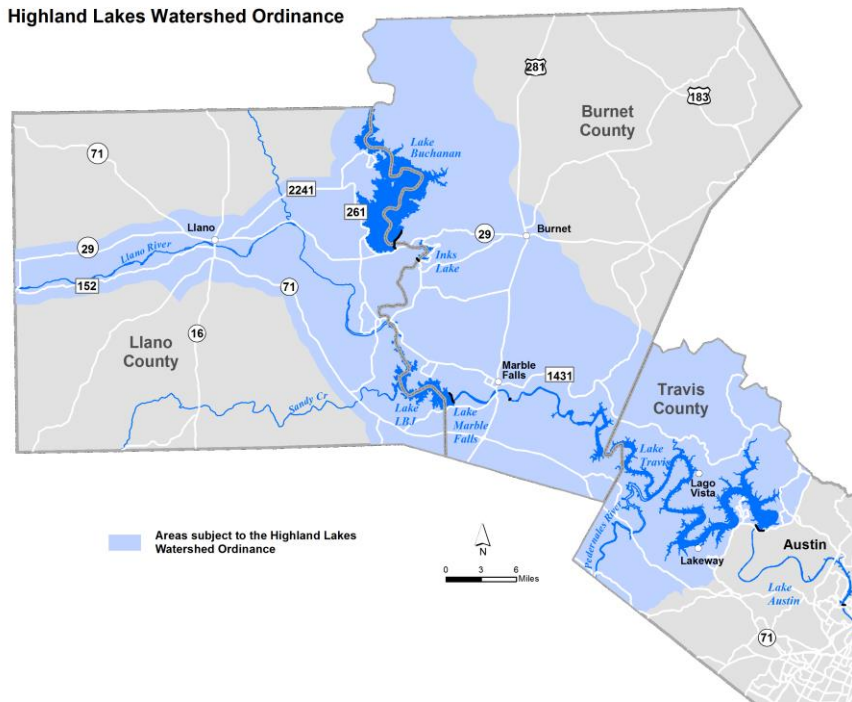 Highland Lakes Watershed Ordinance
281
183
Burnet
County
71
Lake
Buchanan
2241
261
Llano
29
Burnet
29
Llano River
Inks
Lake
152
71
16
Llano
County
Marble
Falls
1431
Travis
County
Sandy Cr
Lake
LBJ
Lake
Marble
Falls
Lake
Travis
Lago
Vista
Pedernales River
Areas subject to the Highland Lakes
Watershed Ordinance
N
0 3 6
Miles
Lakeway
Austin
Lake
Austin
71